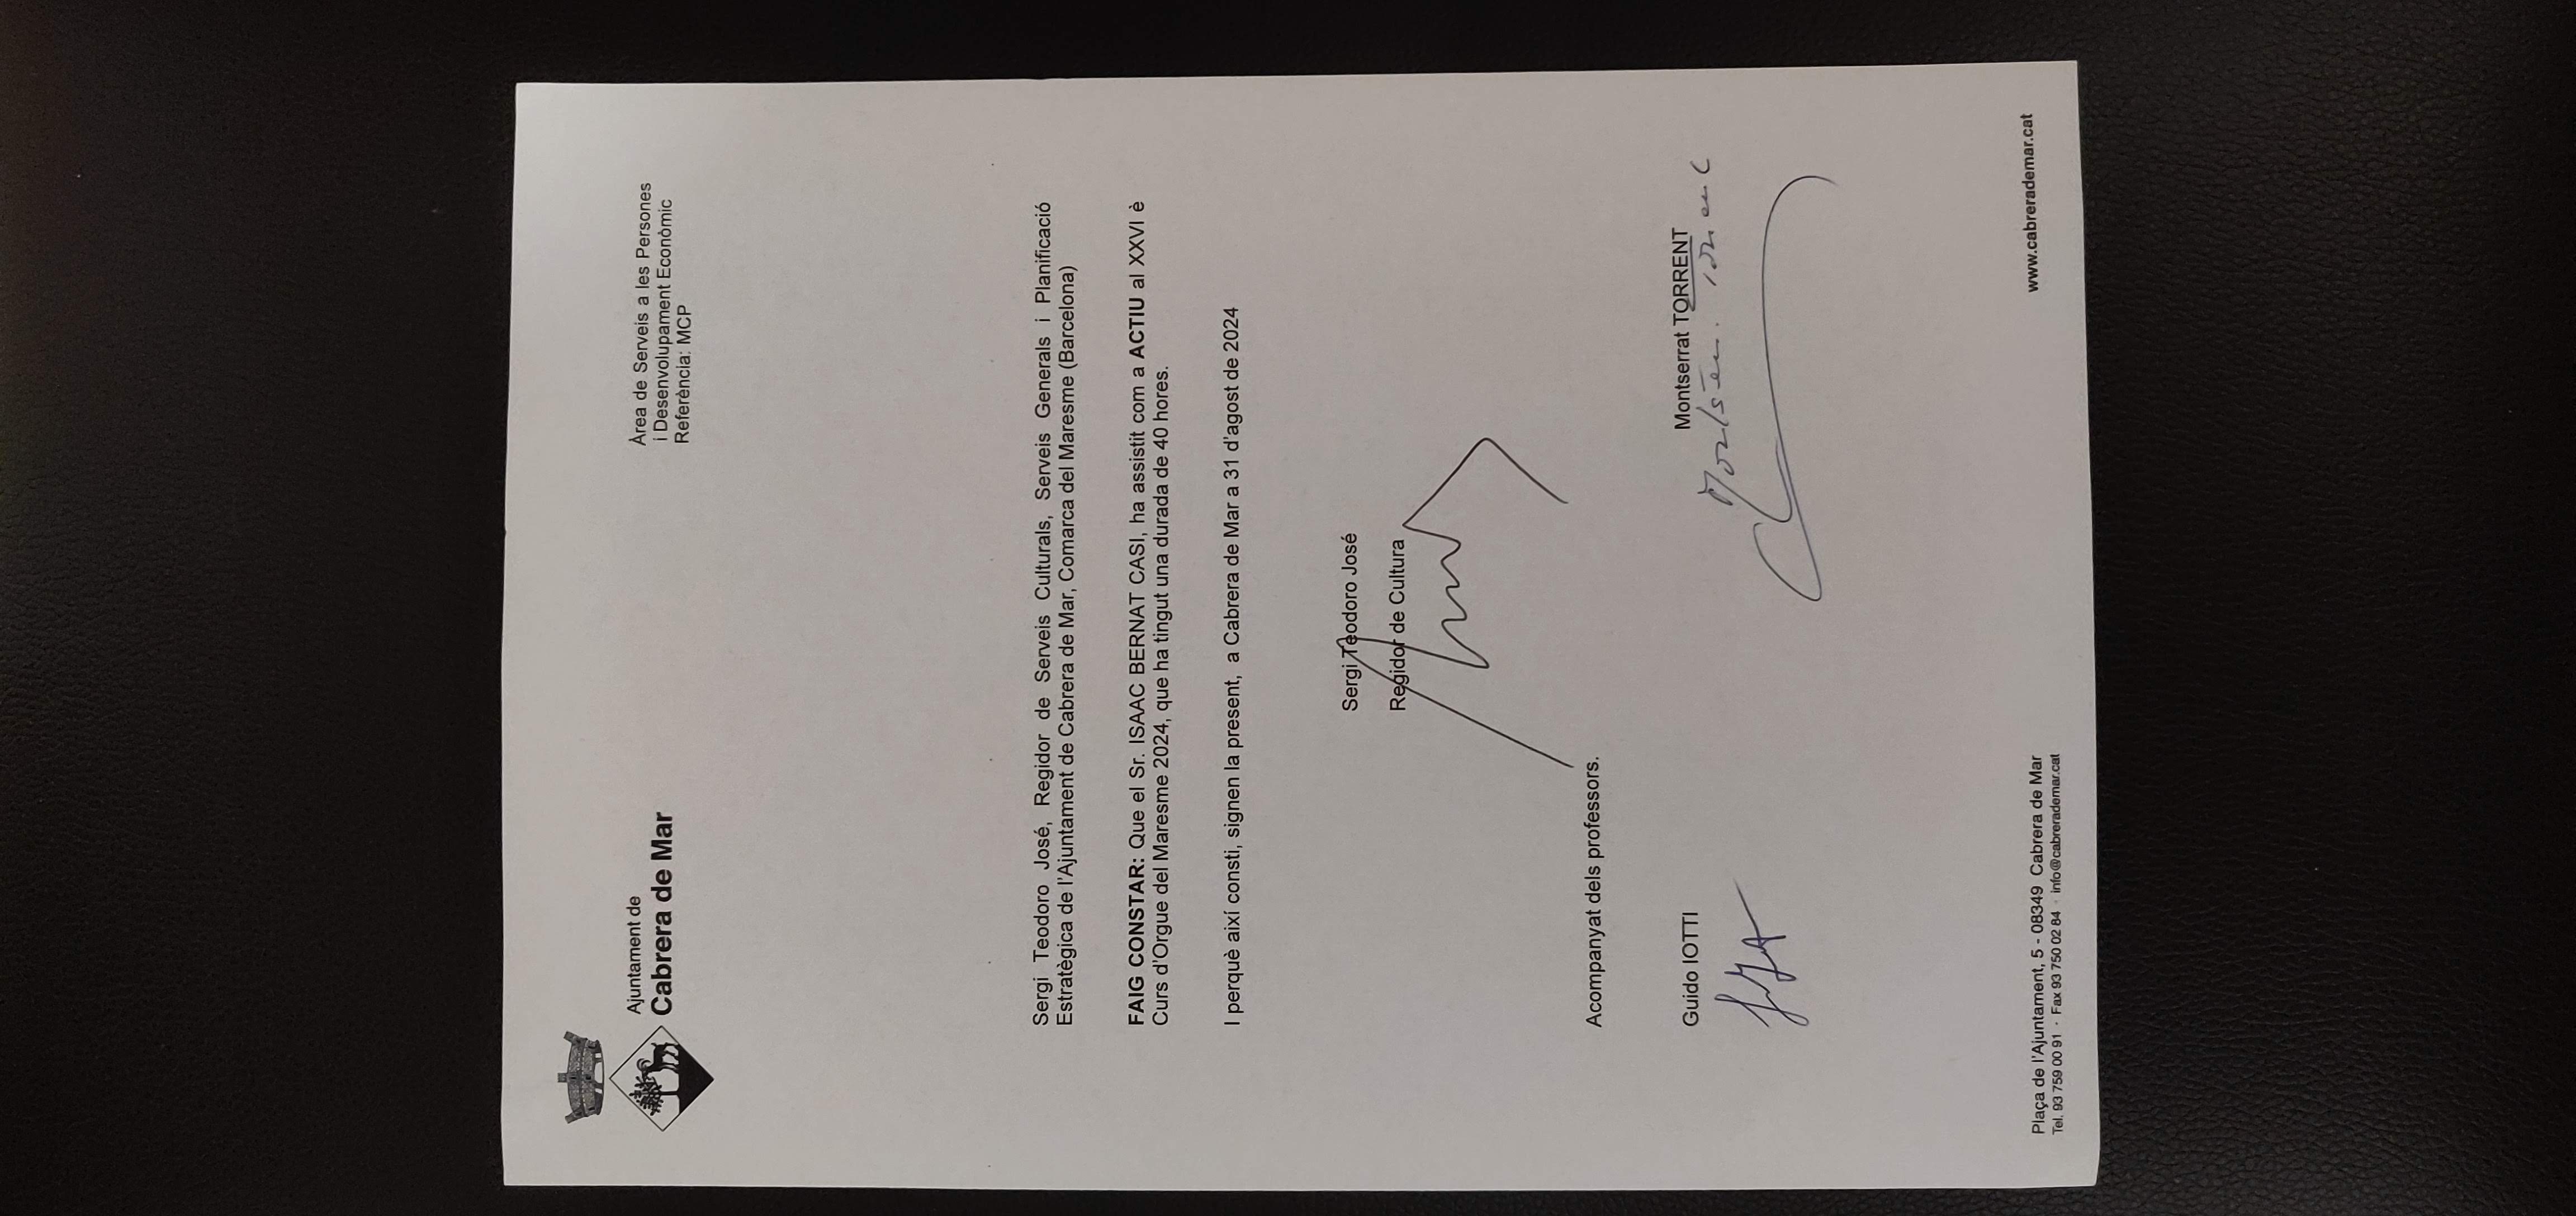 Ajuntament de
Cabrera de Mar
Àrea de Serveis a les Persones
i Desenvolupament Econòmic
Referència: MCP
Sergi Teodoro José, Regidor de Serveis Culturals, Serveis Generals i Planificació
Estratègica de l'Ajuntament de Cabrera de Mar, Comarca del Maresme (Barcelona)
FAIG CONSTAR: Que el Sr. ISAAC BERNAT CASI, ha assistit com a ACTIU al XXVI è
Curs d'Orgue del Maresme 2024, que ha tingut una durada de 40 hores.
I perquè així consti, signen la present, a Cabrera de Mar a 31 d'agost de 2024
Sergi Teodoro José
Regidor de Cultura
Acompanyat dels professors.
Guido IOTTI
Montserrat TORRENT
Plaça de l'Ajuntament, 5 - 08349 Cabrera de Mar
Tel. 93 759 00 91 · Fax 93 750 02 84 · info@cabrerademar.cat
www.cabrerademar.cat